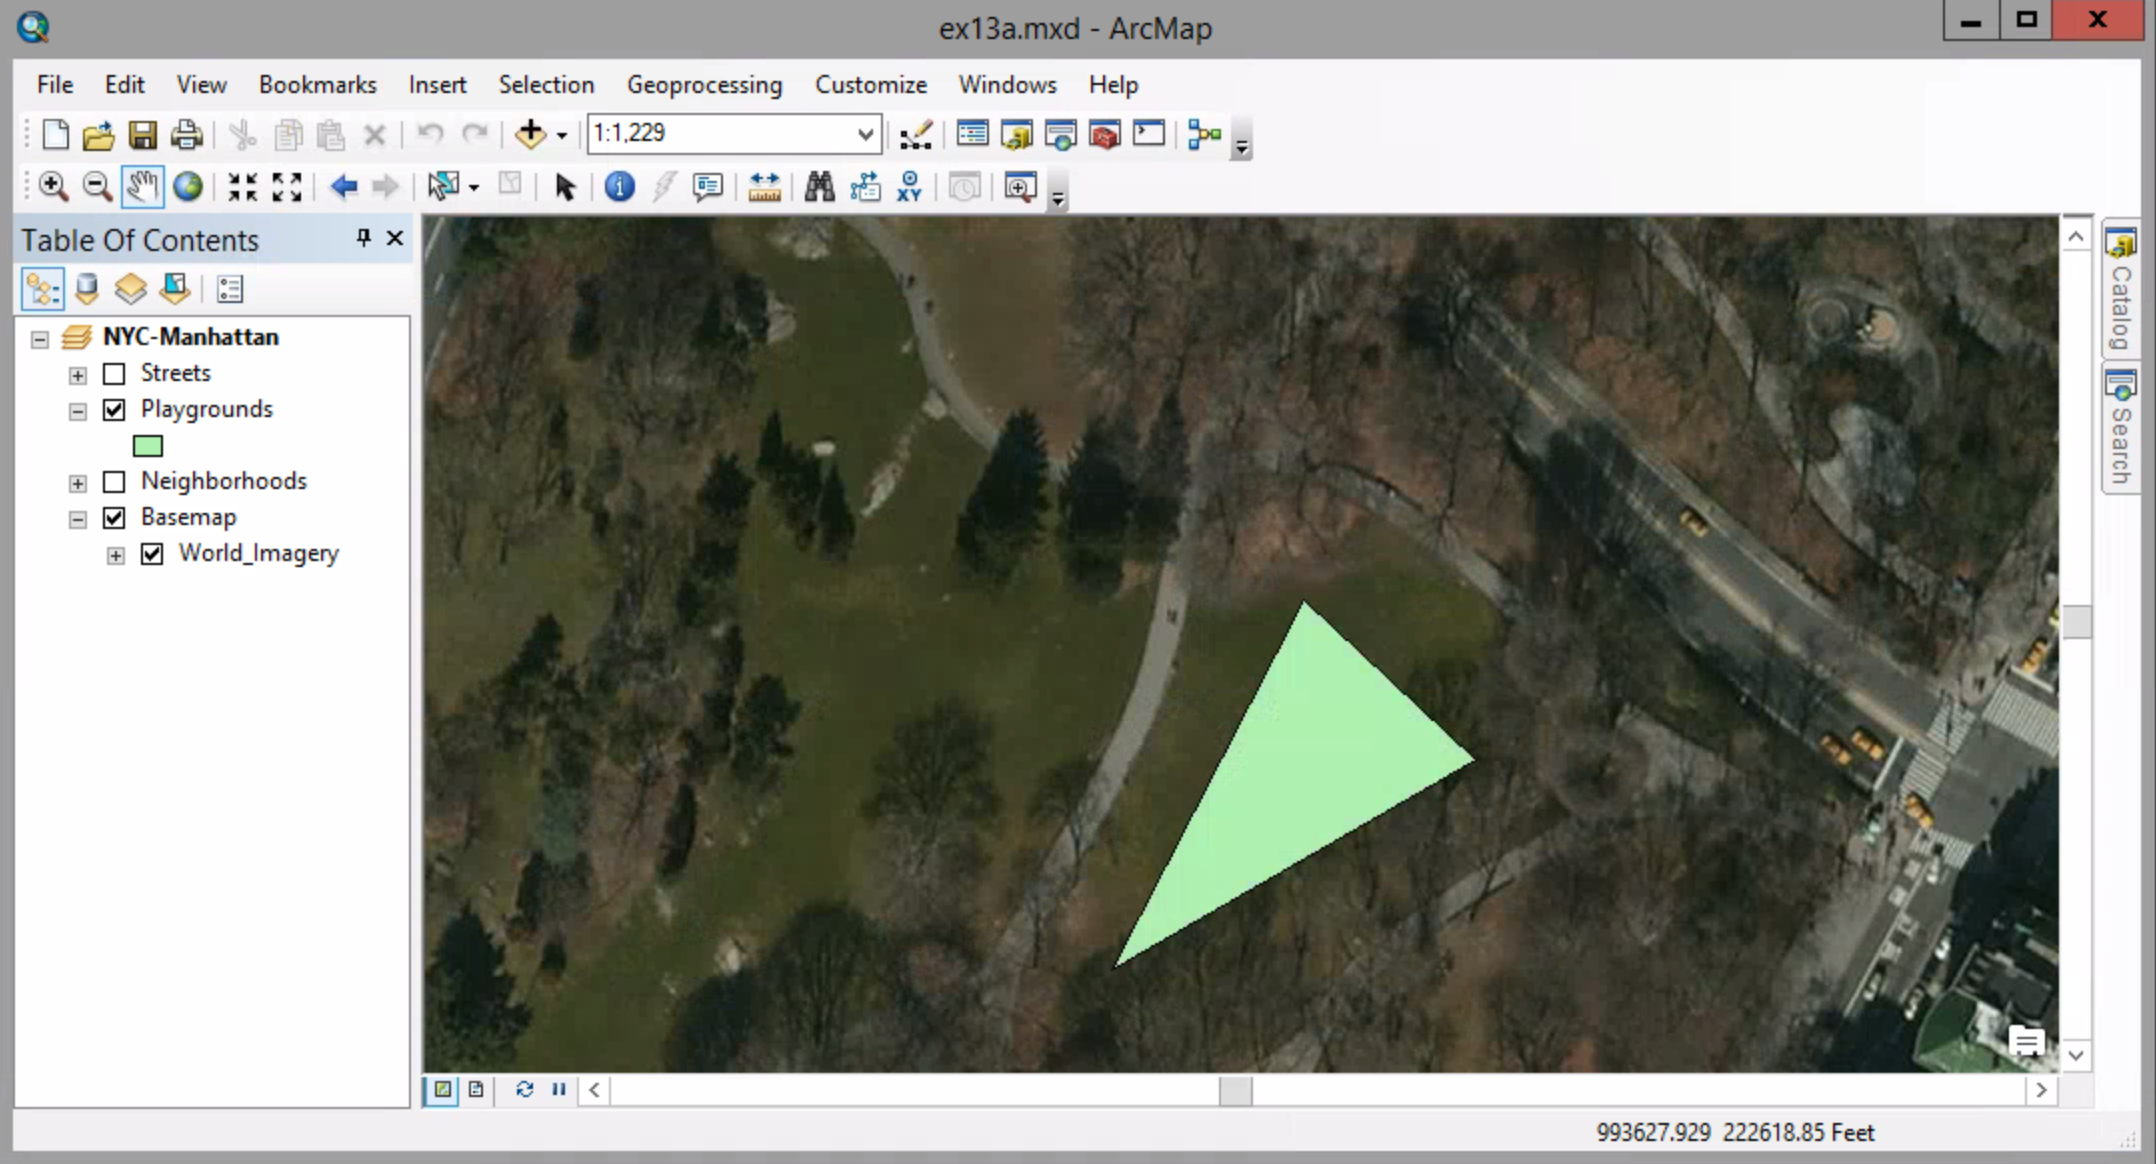 ex13a.mxd - ArcMap
File Edit View Bookmarks Insert Selection Geoprocessing Customize Windows Help
1:1,229
XY
Table Of Contents
NYC-Manhattan
Streets
Playgrounds
Neighborhoods
Basemap
World_Imagery
Catalog
Search
993627.929 222618.85 Feet